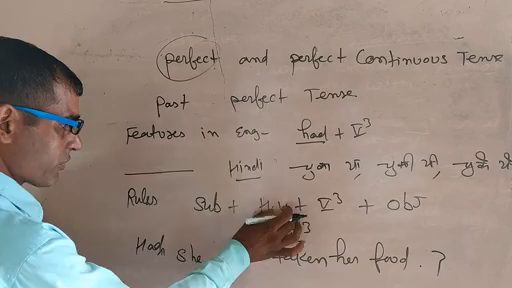 perfect and perfect Continuous Tense
Past perfect Tense
Features in Eng- had + V³
Hindi - चुका था, चुकी थी, चुके थे
Rules Sub + + V³ + Obj
Had she taken her food. ?